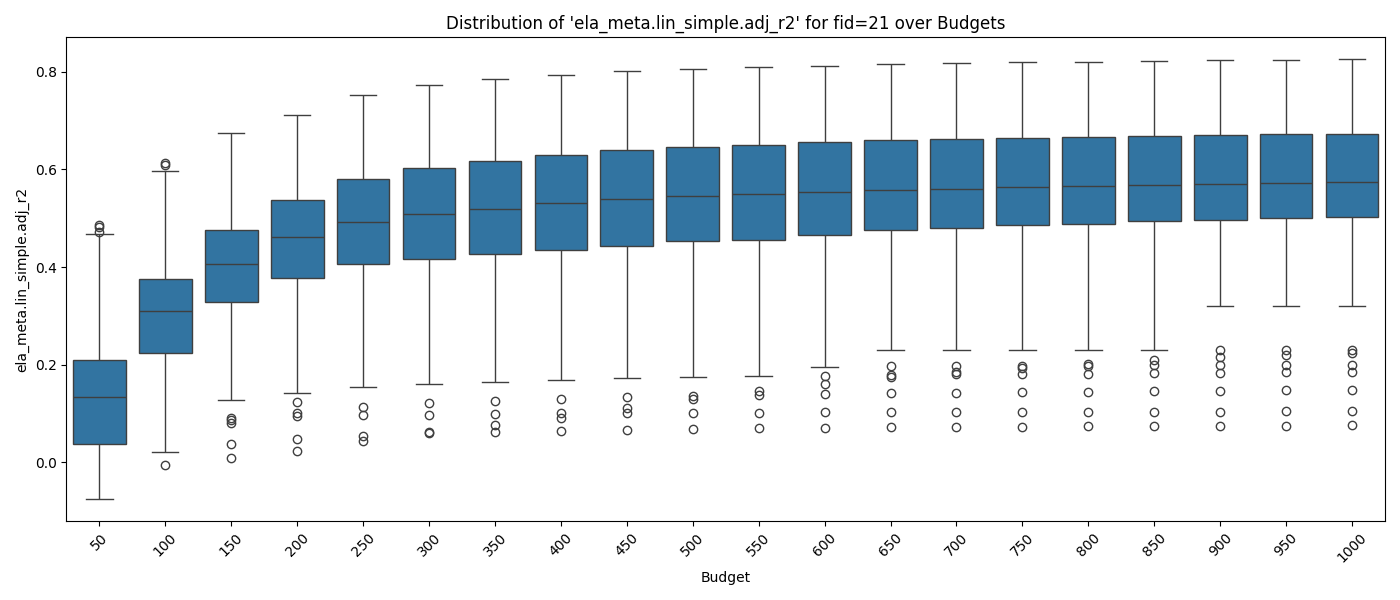 Distribution of 'ela_meta.lin_simple.adj_r2' for fid=21 over Budgets
ela_meta.lin_simple.adj_r2
0.8
0.6
0.4
0.2
0.0
50 100 150 200 250 300 350 400 450 500 550 600 650 700 750 800 850 900 950 1000
Budget